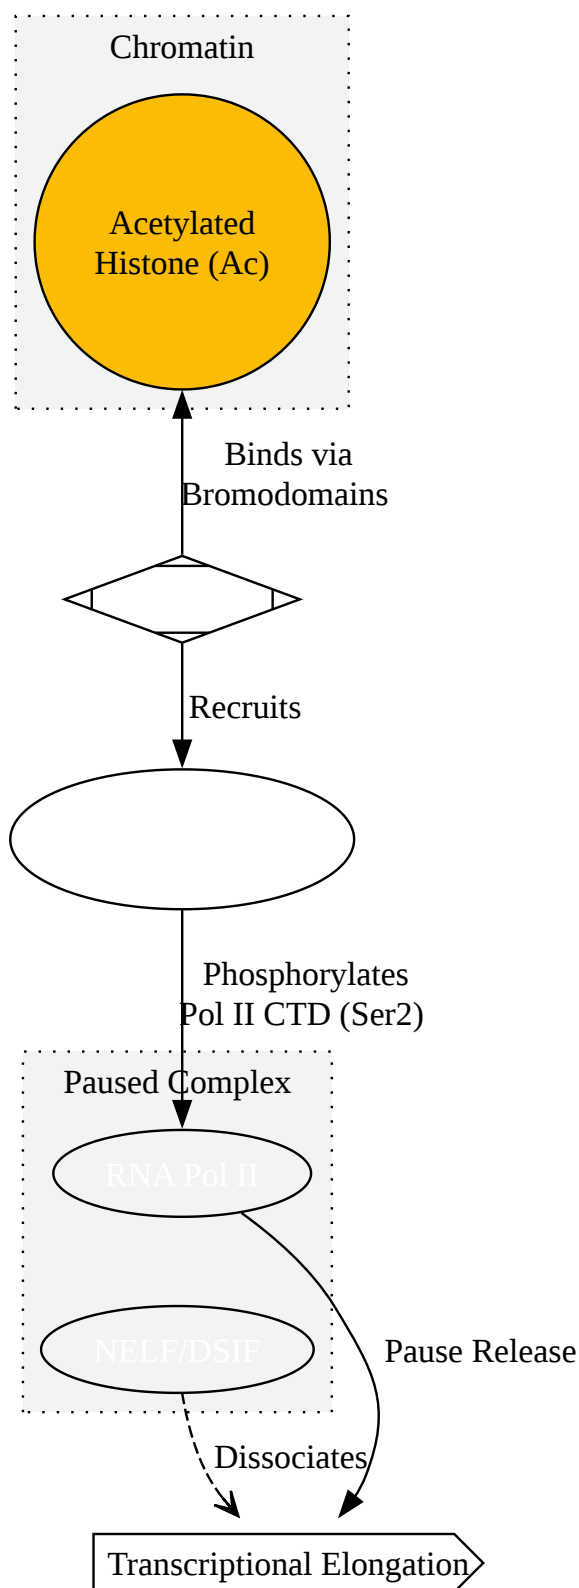 Chromatin
Acetylated
Histone (Ac)
Binds via
Bromodomains
Recruits
Phosphorylates
Pol II CTD (Ser2)
Paused Complex
RNA Pol II
NELF/DSIF
Pause Release
Dissociates
Transcriptional Elongation